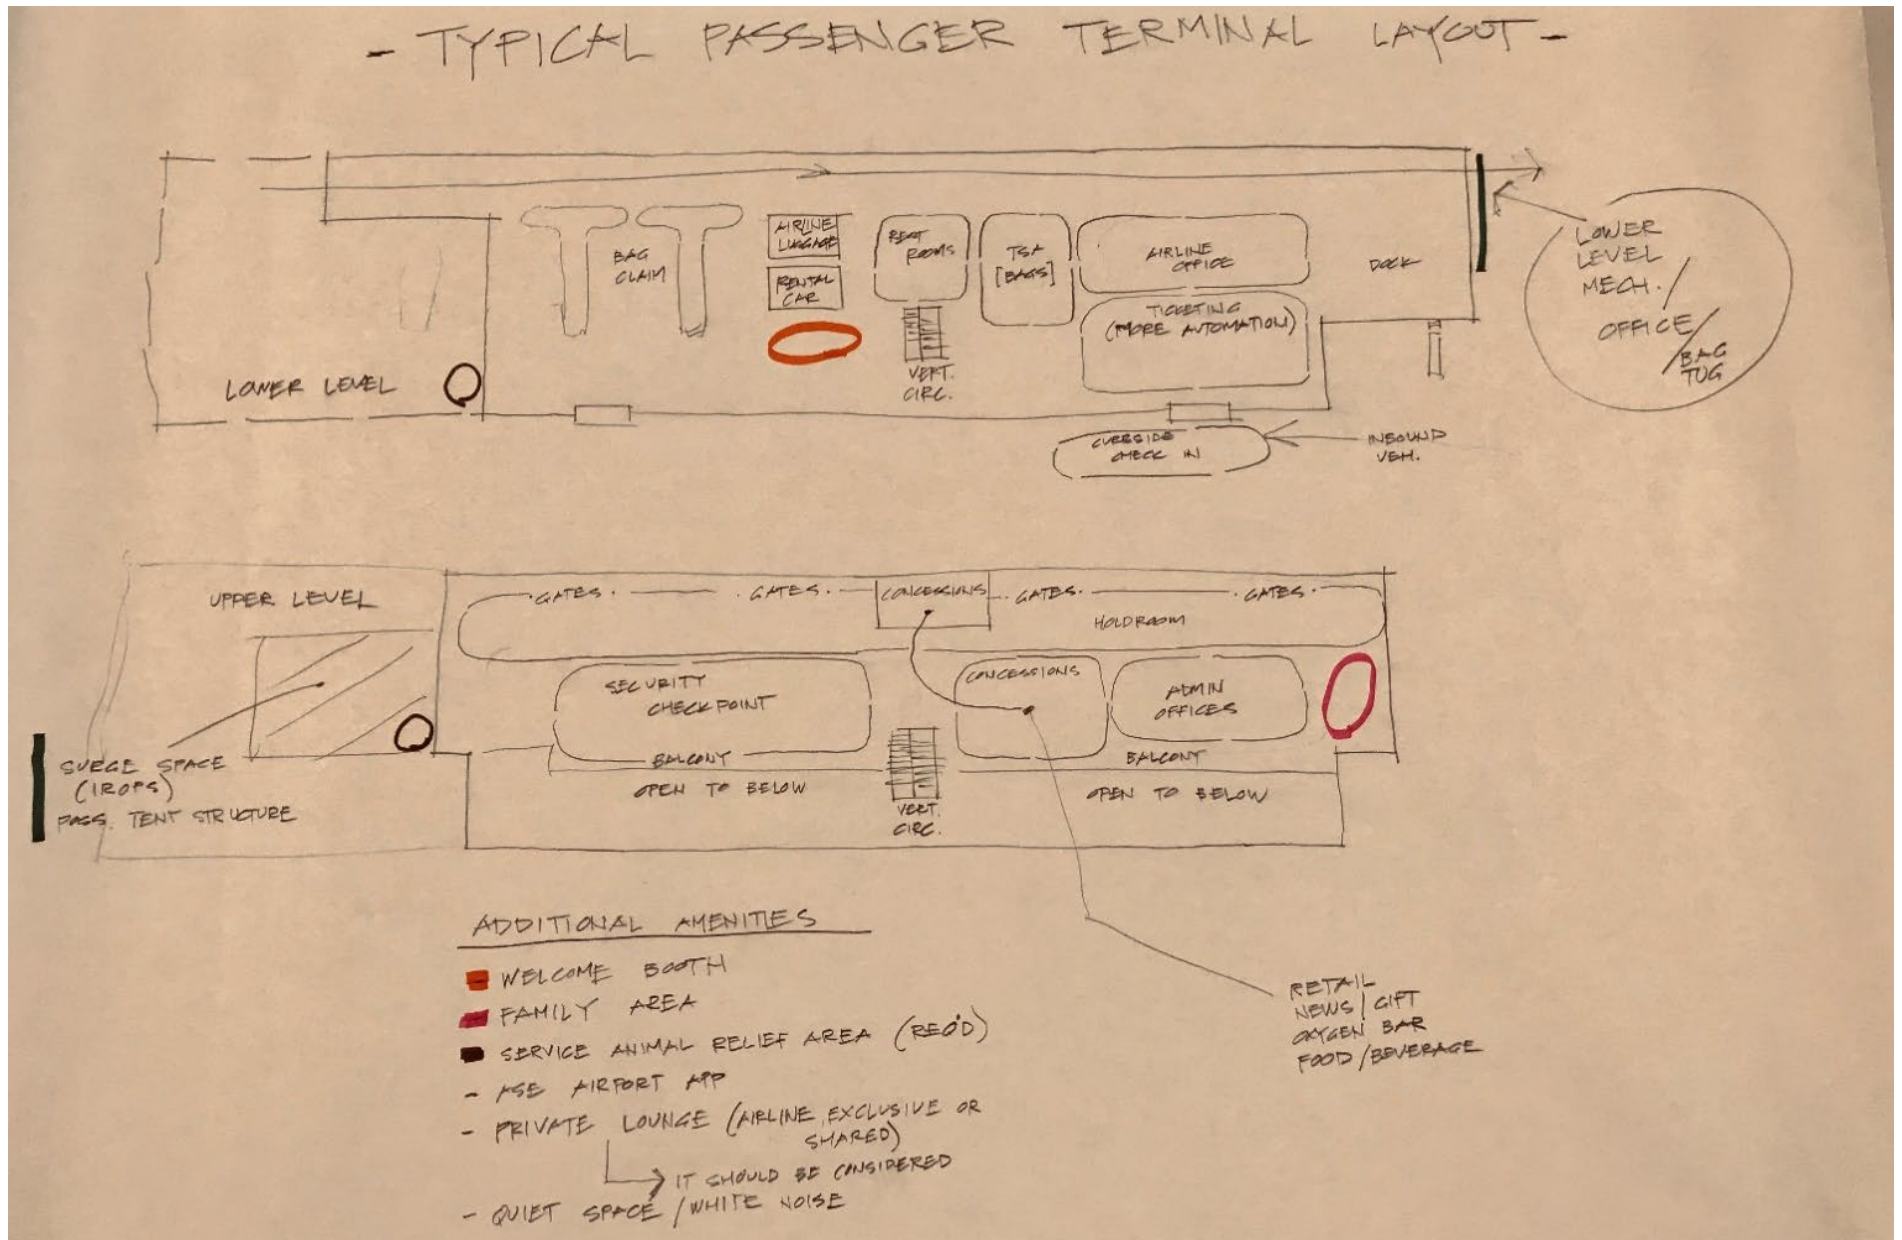 - TYPICAL PASSENGER TERMINAL LAYOUT -
AIRLINE
LUGGAGE
RENTAL
CAR
BAG
CLAIM
REST
ROOMS
TSA
[BAGS]
AIRLINE
OFFICE
TICKETING
(MORE AUTOMATION)
DOCK
LOWER
LEVEL
MECH. /
OFFICE /
BAG
TUG
LOWER LEVEL
VERT.
CIRC.
CURBSIDE
CHECK IN
INBOUND
VEH.
UPPER LEVEL
GATES.
. GATES.
CONCESSIONS
. GATES.
. GATES.
HOLDROOM
SECURITY
CHECKPOINT
CONCESSIONS
ADMIN
OFFICES
BALCONY
BALCONY
OPEN TO BELOW
OPEN TO BELOW
VERT.
CIRC.
SURGE SPACE
(IROPS)
PASS. TENT STRUCTURE
ADDITIONAL AMENITIES
WELCOME BOOTH
FAMILY AREA
SERVICE ANIMAL RELIEF AREA (REQ'D)
- ASE AIRPORT APP
- PRIVATE LOUNGE (AIRLINE EXCLUSIVE OR
SHARED)
IT SHOULD BE CONSIDERED
- QUIET SPACE / WHITE NOISE
RETAIL
NEWS / GIFT
OXYGEN BAR
FOOD / BEVERAGE